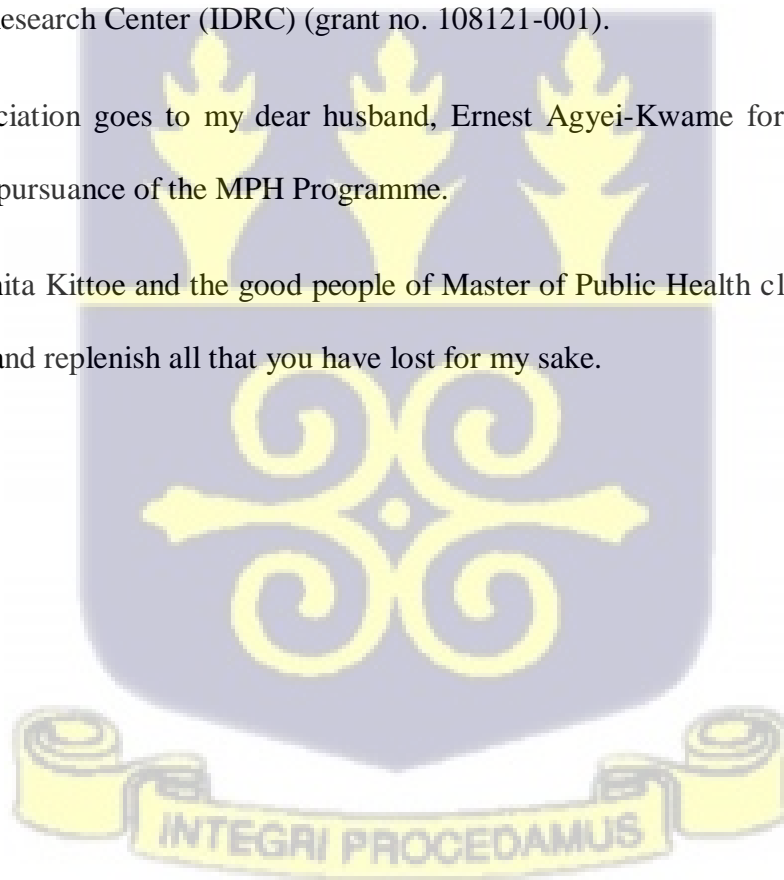 esearch Center (IDRC) (grant no. 108121-001).
ciation goes to my dear husband, Ernest Agyei-Kwame for
pursuance of the MPH Programme.
ita Kittoe and the good people of Master of Public Health cl
and replenish all that you have lost for my sake.
INTEGRI PROCEDAMUS